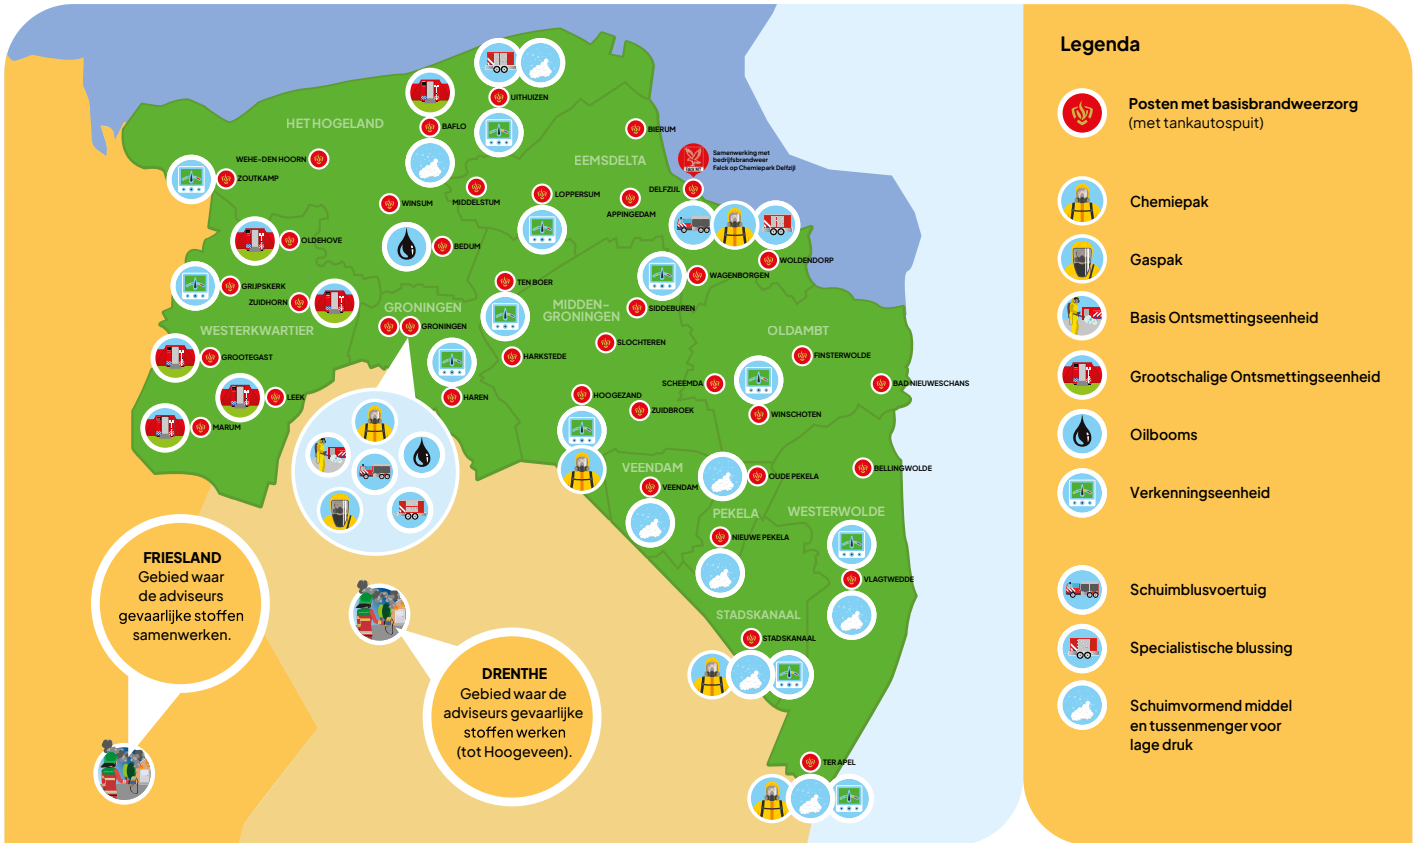 UITHUIZEN
BAFLO
HET HOGELAND
BIERUM
Samenwerking met
bedrijfsbrandweer
Falck op Chemiepark Delfzijl
WEHE-DEN HOORN
EEMSDELTA
ZOUTKAMP
DELFZIJL
MIDDELSTUM
LOPPERSUM
WINSUM
APPINGEDAM
OLDEHOVE
BEDUM
WOLDENDORP
WAGENBORGEN
TEN BOER
GRIJPSKERK
ZUIDHORN
GRONINGEN
MIDDEN-
GRONINGEN
SIDDEBUREN
WESTERKWARTIER
GRONINGEN
OLDAMBT
SLOCHTEREN
GROOTEGAST
HARKSTEDE
FINSTERWOLDE
SCHEEMDA
BAD NIEUWESCHANS
LEEK
HAREN
HOOGEZAND
ZUIDBROEK
WINSCHOTEN
MARUM
VEENDAM
BELLINGWOLDE
OUDE PEKELA
VEENDAM
PEKELA
WESTERWOLDE
NIEUWE PEKELA
VLAGTWEDDE
STADSKANAAL
STADSKANAAL
TER APEL
FRIESLAND
Gebied waar
de adviseurs
gevaarlijke stoffen
samenwerken.
DRENTHE
Gebied waar de
adviseurs gevaarlijke
stoffen werken
(tot Hoogeveen).
Legenda
Posten met basisbrandweerzorg
(met tankautospuit)
Chemiepak
Gaspak
Basis Ontsmettingseenheid
Grootschalige Ontsmettingseenheid
Oilbooms
Verkenningseenheid
Schuimblusvoertuig
Specialistische blussing
Schuimvormend middel
en tussenmenger voor
lage druk